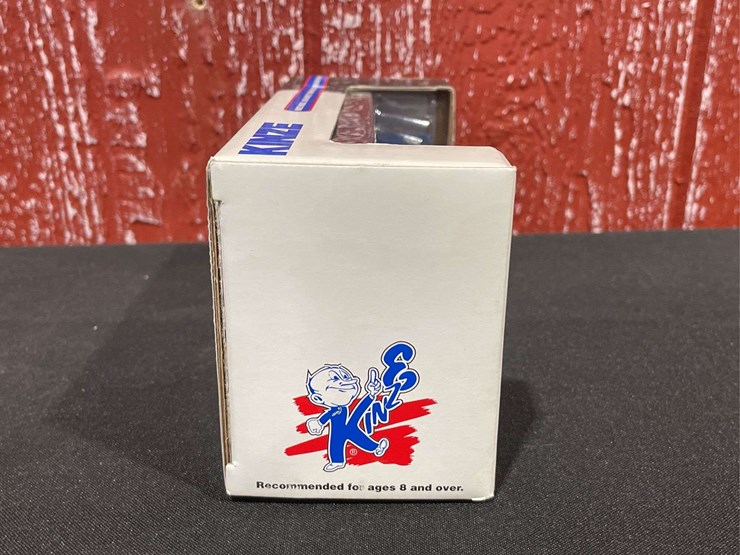 KINZE
KINZE
®
Recommended for ages 8 and over.